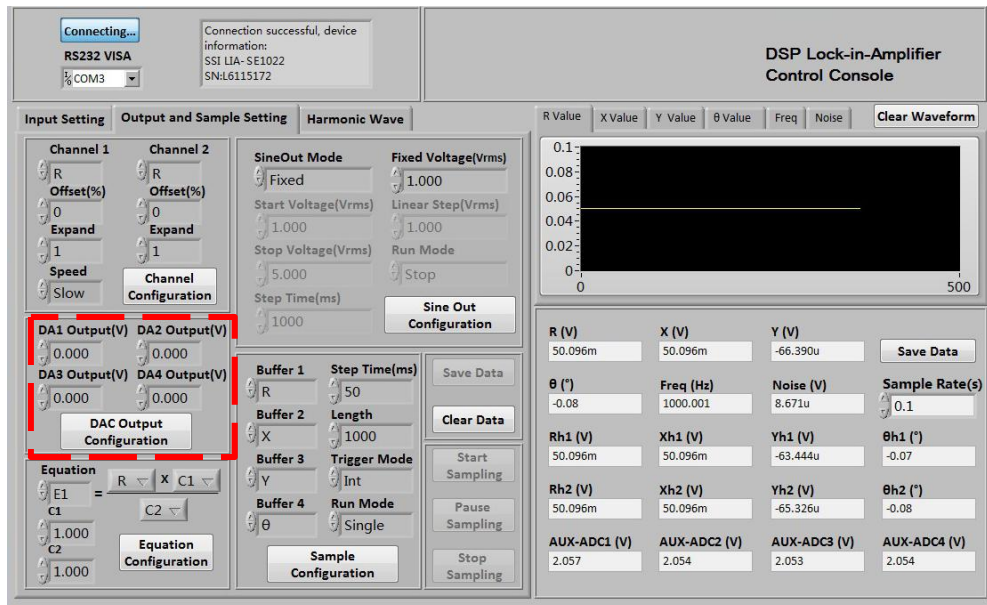 Connecting...
RS232 VISA
COM3
Connection successful, device
information:
SSI LIA-SE1022
SN:L6115172
DSP Lock-in-Amplifier
Control Console
Input Setting
Output and Sample Setting
Harmonic Wave
Channel 1
Channel 2
R
R
Offset(%)
Offset(%)
0
0
Expand
Expand
1
1
Speed
Slow
Channel
Configuration
DA1 Output(V)
DA2 Output(V)
0.000
0.000
DA3 Output(V)
DA4 Output(V)
0.000
0.000
DAC Output
Configuration
Equation
E1
=
R
X
C1
C2
C1
1.000
C2
1.000
Equation
Configuration
SineOut Mode
Fixed Voltage(Vrms)
Fixed
1.000
Start Voltage(Vrms)
Linear Step(Vrms)
1.000
1.000
Stop Voltage(Vrms)
Run Mode
5.000
Stop
Step Time(ms)
1000
Sine Out
Configuration
Buffer 1
Step Time(ms)
R
50
Buffer 2
Length
X
1000
Buffer 3
Trigger Mode
Y
Int
Buffer 4
Run Mode
θ
Single
Sample
Configuration
Save Data
Clear Data
Start
Sampling
Pause
Sampling
Stop
Sampling
R Value
X Value
Y Value
θ Value
Freq
Noise
Clear Waveform
0.1
0.08
0.06
0.04
0.02
0
0
500
R (V)
X (V)
Y (V)
50.096m
50.096m
-66.390u
Save Data
θ (°)
Freq (Hz)
Noise (V)
Sample Rate(s)
-0.08
1000.001
8.671u
0.1
Rh1 (V)
Xh1 (V)
Yh1 (V)
θh1 (°)
50.096m
50.096m
-63.444u
-0.07
Rh2 (V)
Xh2 (V)
Yh2 (V)
θh2 (°)
50.096m
50.096m
-65.326u
-0.08
AUX-ADC1 (V)
AUX-ADC2 (V)
AUX-ADC3 (V)
AUX-ADC4 (V)
2.057
2.054
2.053
2.054